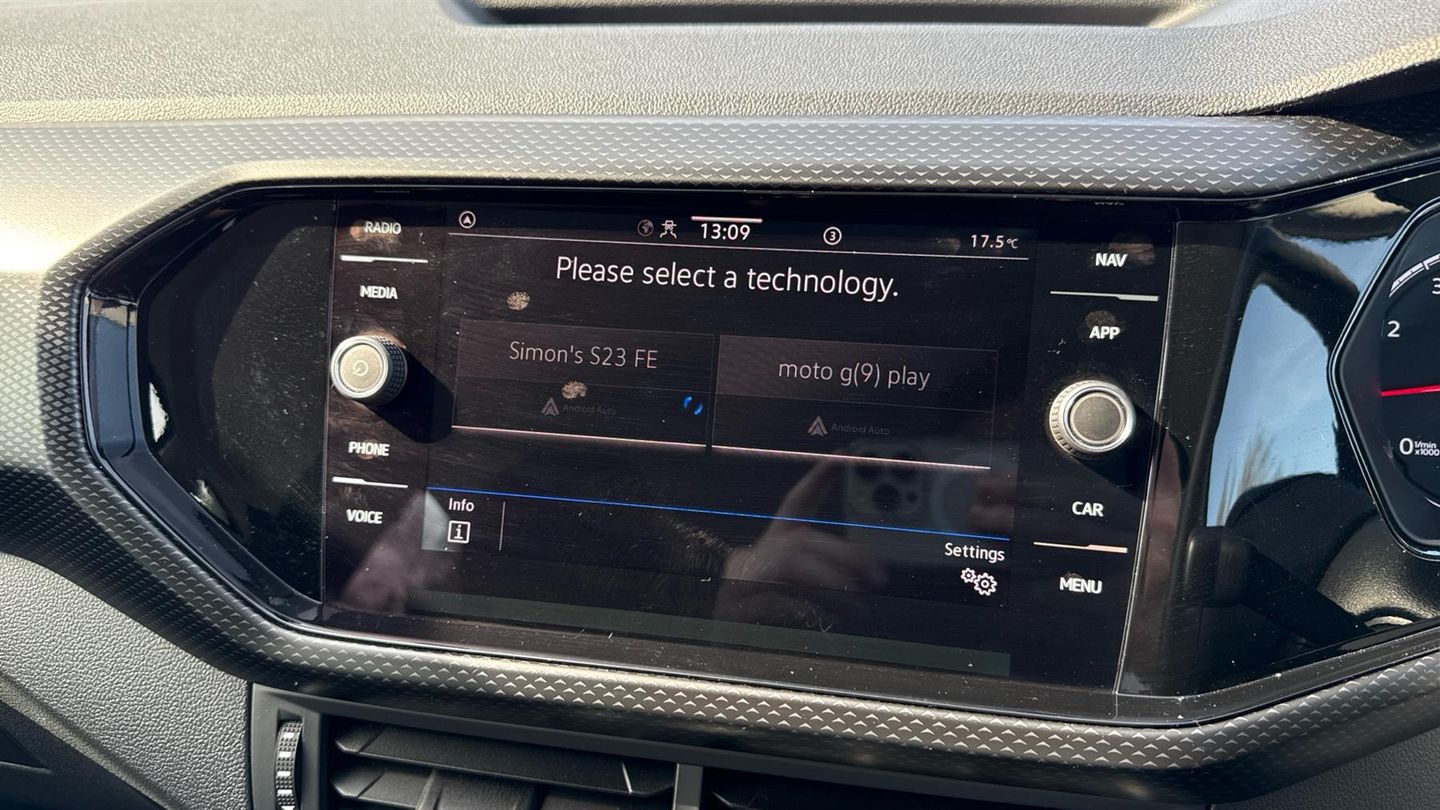 RADIO
MEDIA
PHONE
VOICE
13:09
3
17.5°C
Please select a technology.
Simon's S23 FE
Android Auto
moto g(9) play
Android Auto
Info
i
Settings
NAV
APP
CAR
MENU
3
2
0 1/min
x1000